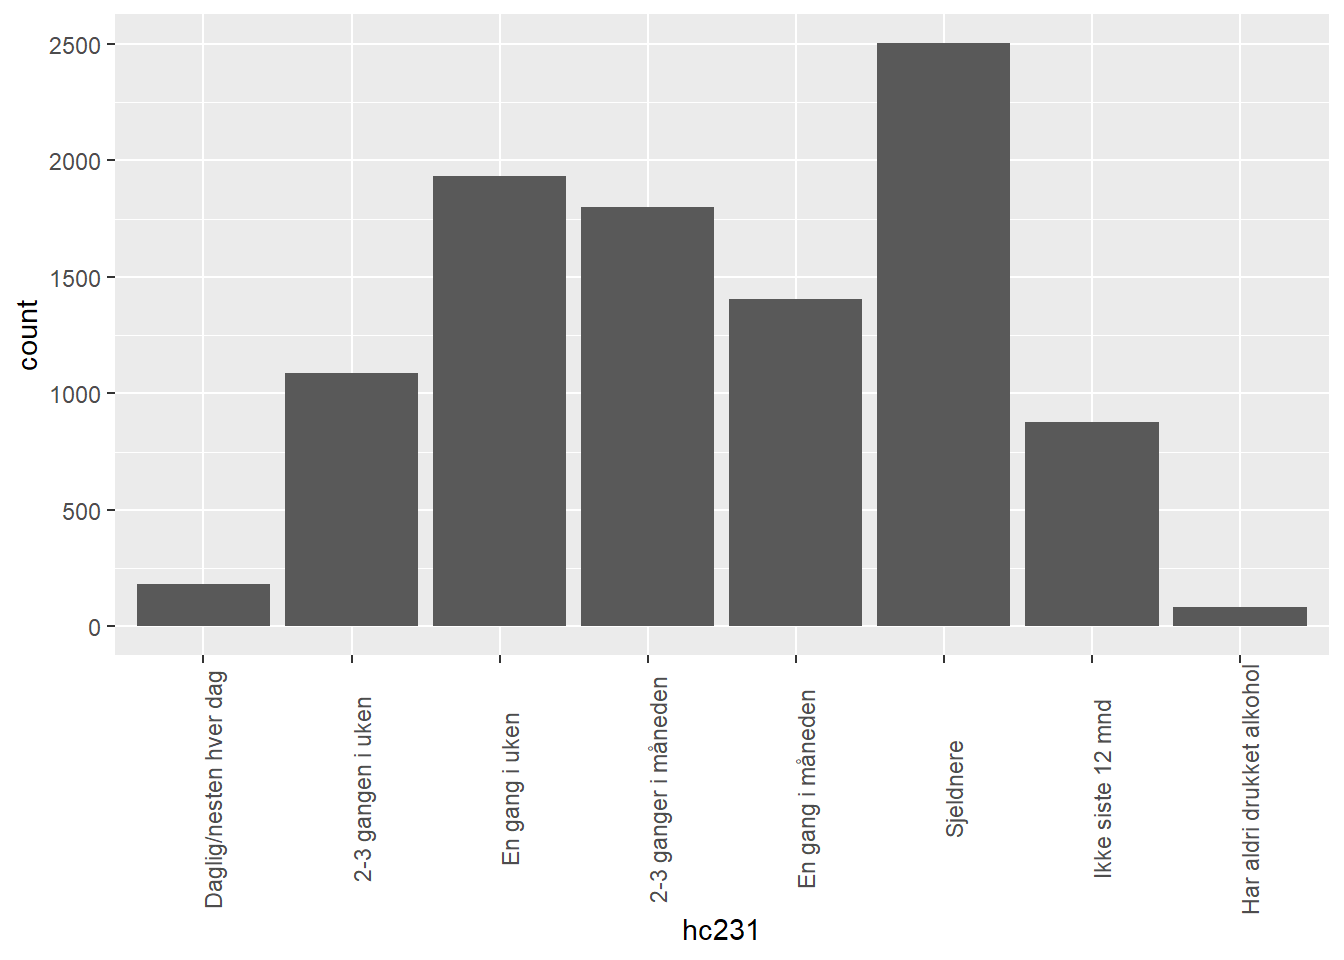 count
2500
2000
1500
1000
500
0
Daglig/nesten hver dag
2-3 gangen i uken
En gang i uken
2-3 ganger i måneden
En gang i måneden
Sjeldnere
Ikke siste 12 mnd
Har aldri drukket alkohol
hc231